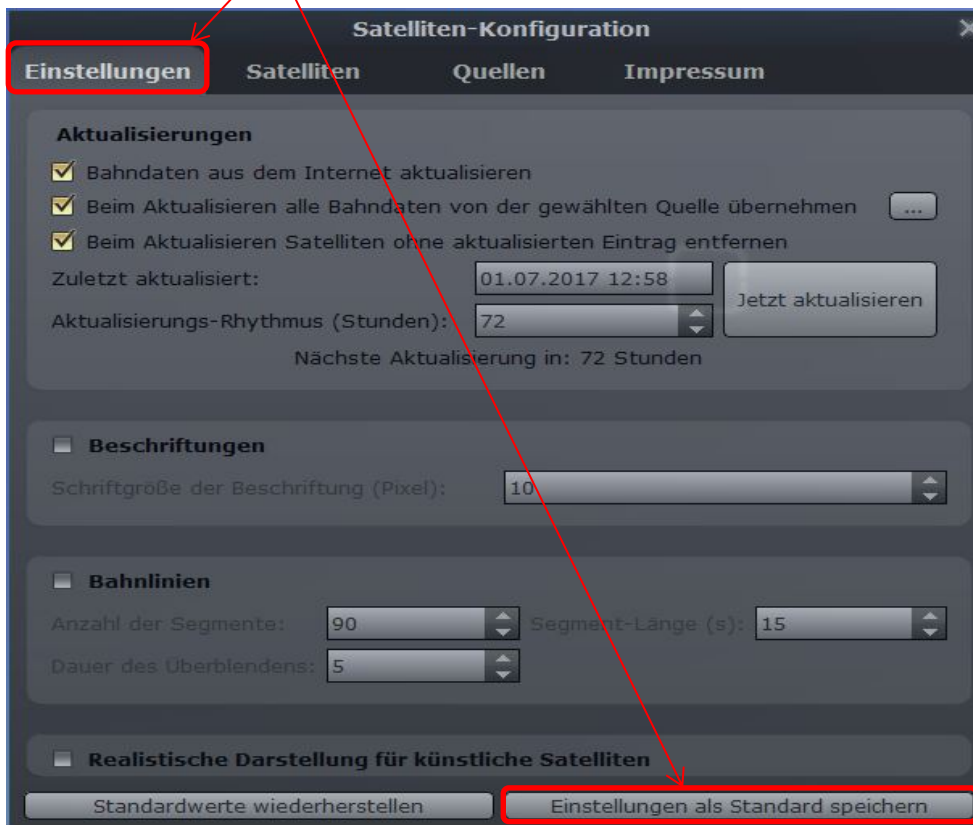 Satelliten-Konfiguration
Einstellungen Satelliten Quellen Impressum
Aktualisierungen
Bahndaten aus dem Internet aktualisieren
Beim Aktualisieren alle Bahndaten von der gewählten Quelle übernehmen ...
Beim Aktualisieren Satelliten ohne aktualisierten Eintrag entfernen
Zuletzt aktualisiert: 01.07.2017 12:58
Jetzt aktualisieren
Aktualisierungs-Rhythmus (Stunden): 72
Nächste Aktualisierung in: 72 Stunden
Beschriftungen
Schriftgröße der Beschriftung (Pixel): 10
Bahnlinien
Anzahl der Segmente: 90 Segment-Länge (s): 15
Dauer des Überblendens: 5
Realistische Darstellung für künstliche Satelliten
Standardwerte wiederherstellen Einstellungen als Standard speichern